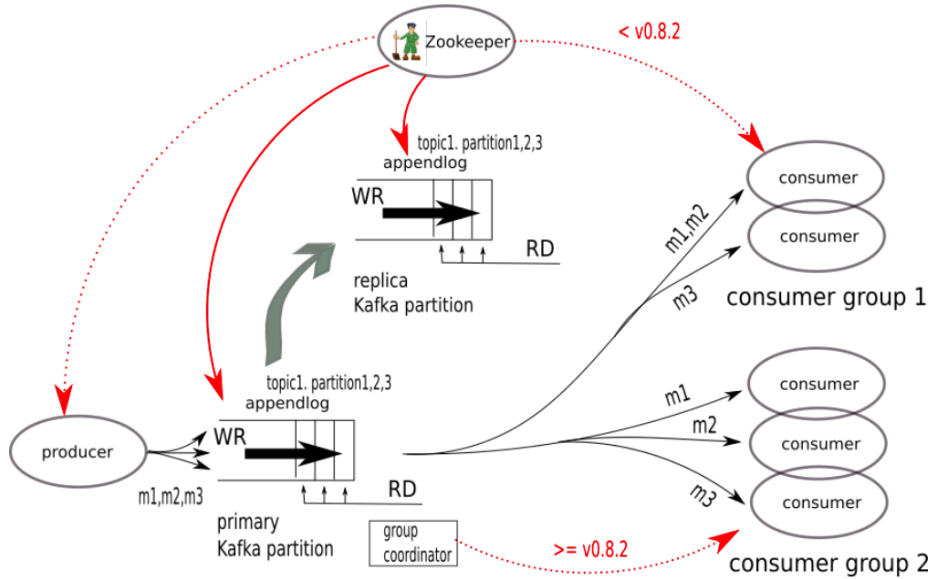 Zookeeper
< v0.8.2
topic1. partition1,2,3
appendlog
WR
RD
replica
Kafka partition
consumer
consumer
m1,m2
m3
consumer group 1
topic1. partition1,2,3
appendlog
WR
RD
producer
m1,m2,m3
primary
Kafka partition
group
coordinator
>= v0.8.2
m1
m2
m3
consumer
consumer
consumer
consumer group 2